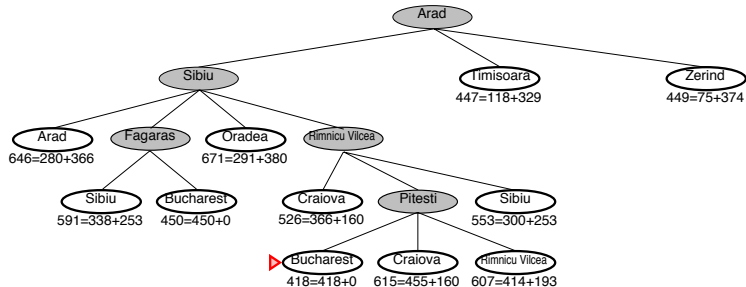 Arad
Sibiu
Timisoara
447=118+329
Zerind
449=75+374
Arad
646=280+366
Fagaras
Oradea
671=291+380
Rimnicu Vilcea
Sibiu
591=338+253
Bucharest
450=450+0
Craiova
526=366+160
Pitesti
Sibiu
553=300+253
Bucharest
418=418+0
Craiova
615=455+160
Rimnicu Vilcea
607=414+193